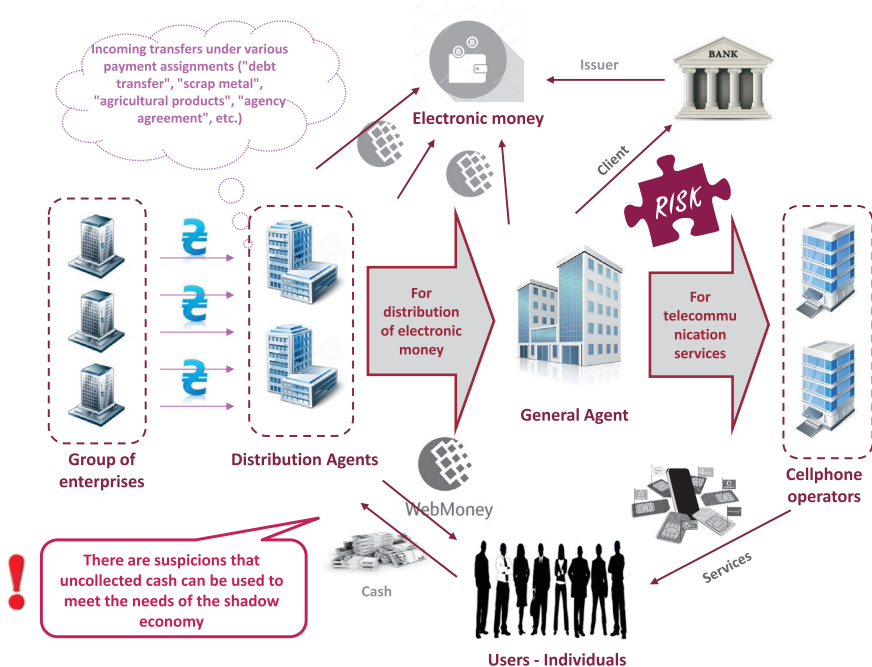 Incoming transfers under various
payment assignments ("debt
transfer", "scrap metal",
"agricultural products", "agency
agreement", etc.)
Electronic money
Issuer
BANK
Client
RISK
For
distribution
of electronic
money
For
telecommu
nication
services
General Agent
Group of
enterprises
Distribution Agents
Cellphone
operators
WebMoney
There are suspicions that
uncollected cash can be used to
meet the needs of the shadow
economy
Cash
Services
Users - Individuals